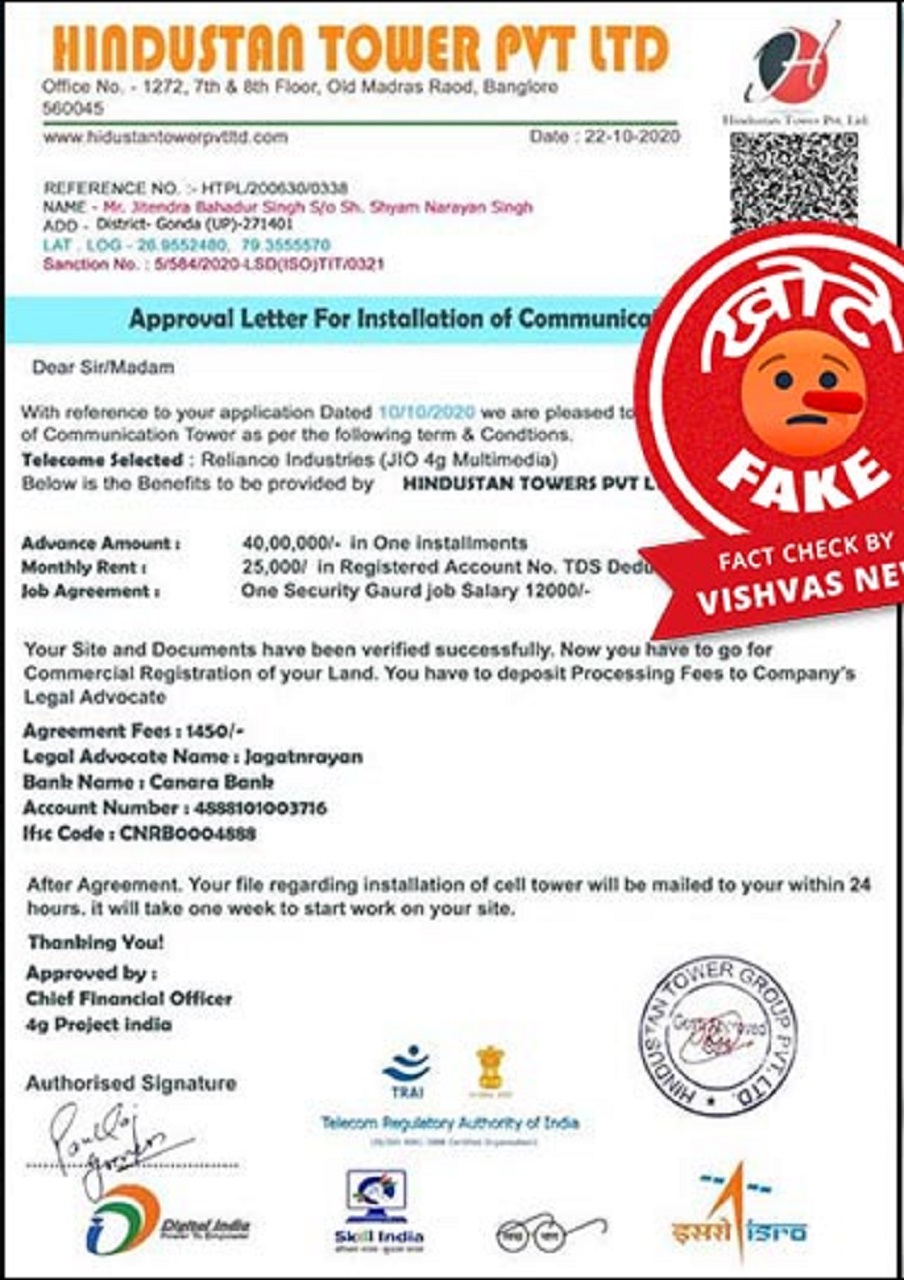 HINDUSTAN TOWER PVT LTD
Office No. - 1272, 7th & 8th Floor, Old Madras Raod, Banglore
560045
www.hidustantowerpvtltd.com
Date : 22-10-2020
Hindustan Tower Pvt. Ltd.
REFERENCE NO. :- HTPL/200630/0338
NAME - Mr. Jitendra Bahadur Singh S/o Sh. Shyam Narayan Singh
ADD - District- Gonda (UP)-271401
LAT . LOG - 26.9552480, 79.3555570
Sanction No. : 5/584/2020-LSD(ISO)TIT/0321
Approval Letter For Installation of Communica
खोटे
FAKE
FACT CHECK BY
VISHVAS NEW
Dear Sir/Madam
With reference to your application Dated 10/10/2020 we are pleased to
of Communication Tower as per the following term & Condtions.
Telecome Selected : Reliance Industries (JIO 4g Multimedia)
Below is the Benefits to be provided by HINDUSTAN TOWERS PVT L
Advance Amount : 40,00,000/- in One installments
Monthly Rent : 25,000/ in Registered Account No. TDS Dedu
Job Agreement : One Security Gaurd job Salary 12000/-
Your Site and Documents have been verified successfully. Now you have to go for
Commercial Registration of your Land. You have to deposit Processing Fees to Company's
Legal Advocate
Agreement Fees : 1450/-
Legal Advocate Name : Jagatnrayan
Bank Name : Canara Bank
Account Number : 4888101003716
Ifsc Code : CNRB0004888
After Agreement. Your file regarding installation of cell tower will be mailed to your within 24
hours. it will take one week to start work on your site.
Thanking You!
Approved by :
Chief Financial Officer
4g Project india
Authorised Signature
HINDUSTAN TOWER GROUP PVT. LTD.
TRAI
Telecom Regulatory Authority of India
Digital India
Power To Empower
Skill India
इसरो isro